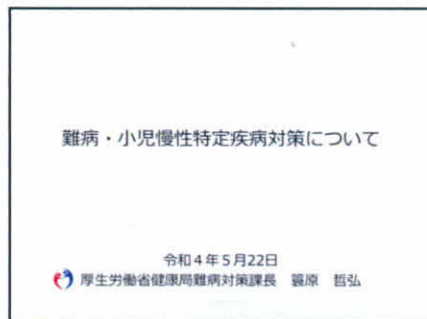 難病・小児慢性特定疾病対策について
令和４年５月22日
厚生労働省健康局難病対策課長　簑原　哲弘